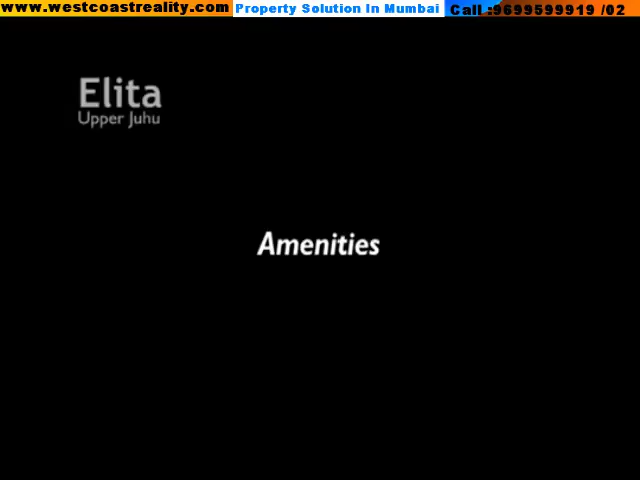 www.westcoastreality.com Property Solution In Mumbai Call :9699599919 /02
Elita
Upper Juhu
Amenities